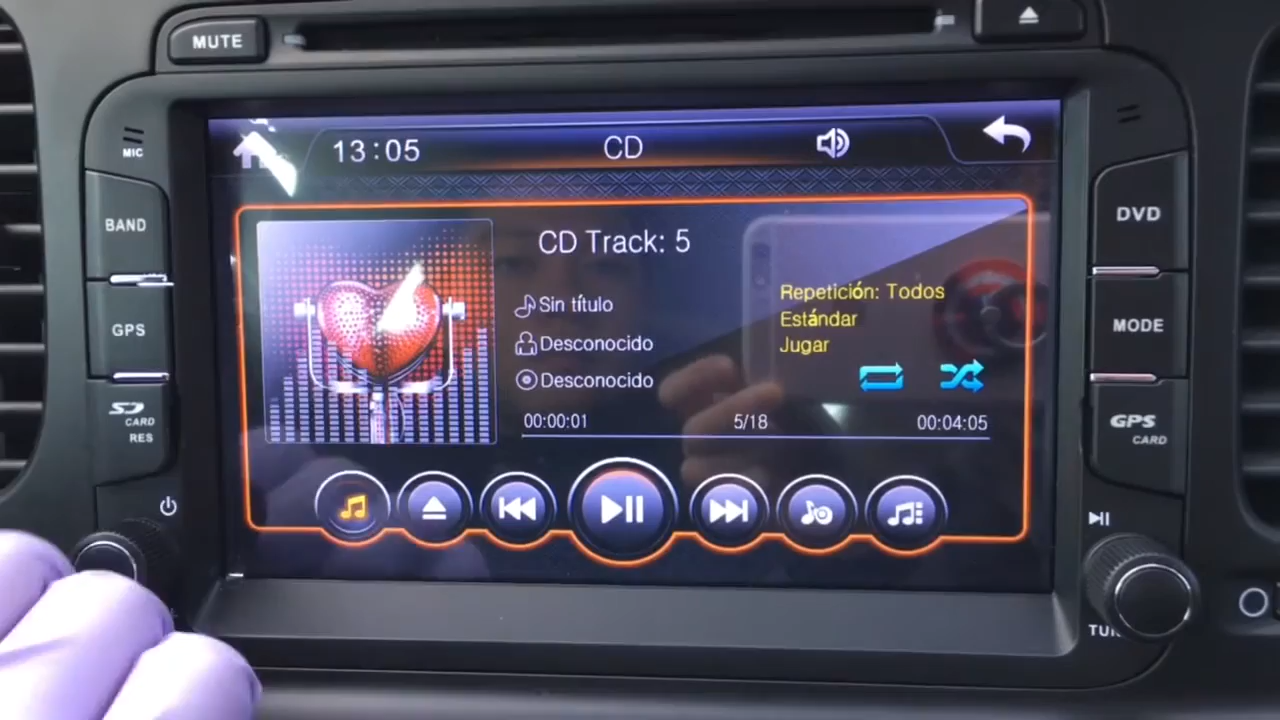 MUTE
MIC
BAND
GPS
SD
CARD
RES
13:05
CD
CD Track: 5
Sin título
Desconocido
Desconocido
Repetición: Todos
Estándar
Jugar
00:00:01
5/18
00:04:05
DVD
MODE
GPS
CARD